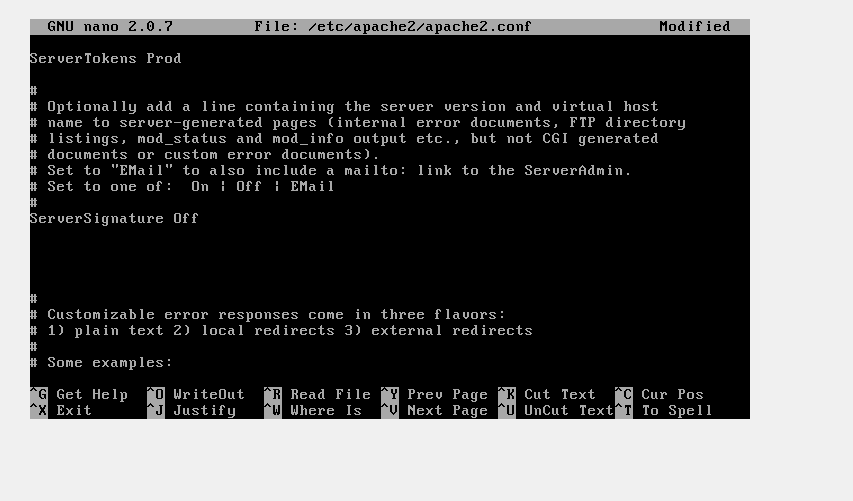 GNU nano 2.0.7 File: /etc/apache2/apache2.conf Modified
ServerTokens Prod
#
# Optionally add a line containing the server version and virtual host
# name to server-generated pages (internal error documents, FTP directory
# listings, mod_status and mod_info output etc., but not CGI generated
# documents or custom error documents).
# Set to "EMail" to also include a mailto: link to the ServerAdmin.
# Set to one of:  On | Off | EMail
#
ServerSignature Off
#
# Customizable error responses come in three flavors:
# 1) plain text 2) local redirects 3) external redirects
#
# Some examples:
^G Get Help ^O WriteOut ^R Read File ^Y Prev Page ^K Cut Text ^C Cur Pos
^X Exit ^J Justify ^W Where Is ^V Next Page ^U UnCut Text ^T To Spell